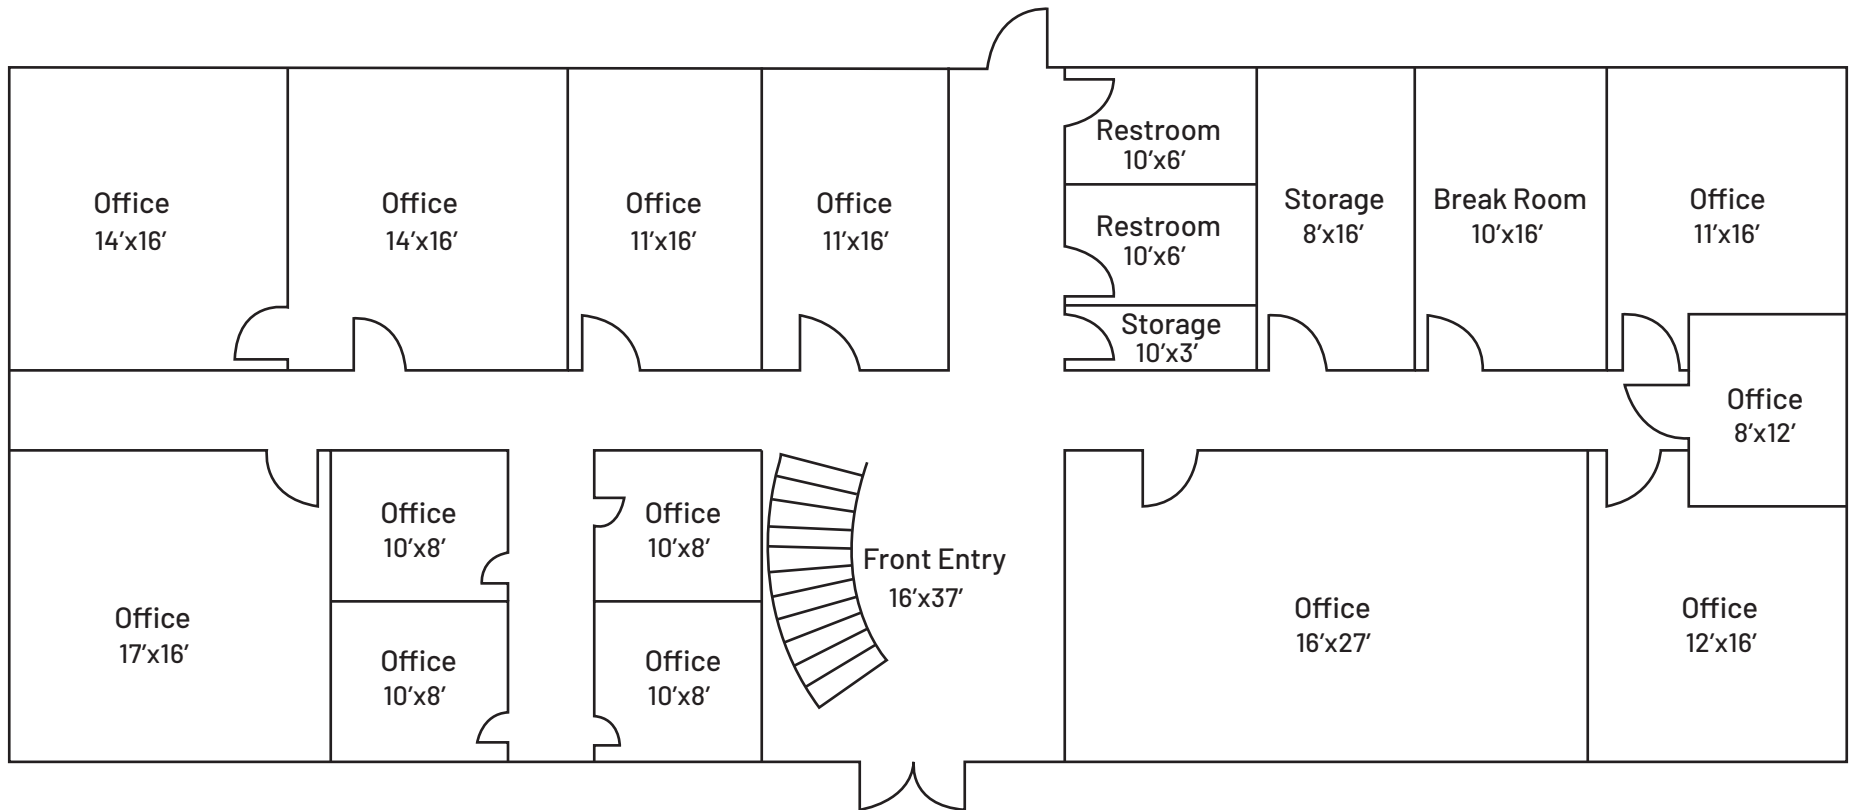 Office
14'x16'
Office
14'x16'
Office
11'x16'
Office
11'x16'
Restroom
10'x6'
Restroom
10'x6'
Storage
10'x3'
Storage
8'x16'
Break Room
10'x16'
Office
11'x16'
Office
8'x12'
Office
17'x16'
Office
10'x8'
Office
10'x8'
Office
10'x8'
Office
10'x8'
Front Entry
16'x37'
Office
16'x27'
Office
12'x16'